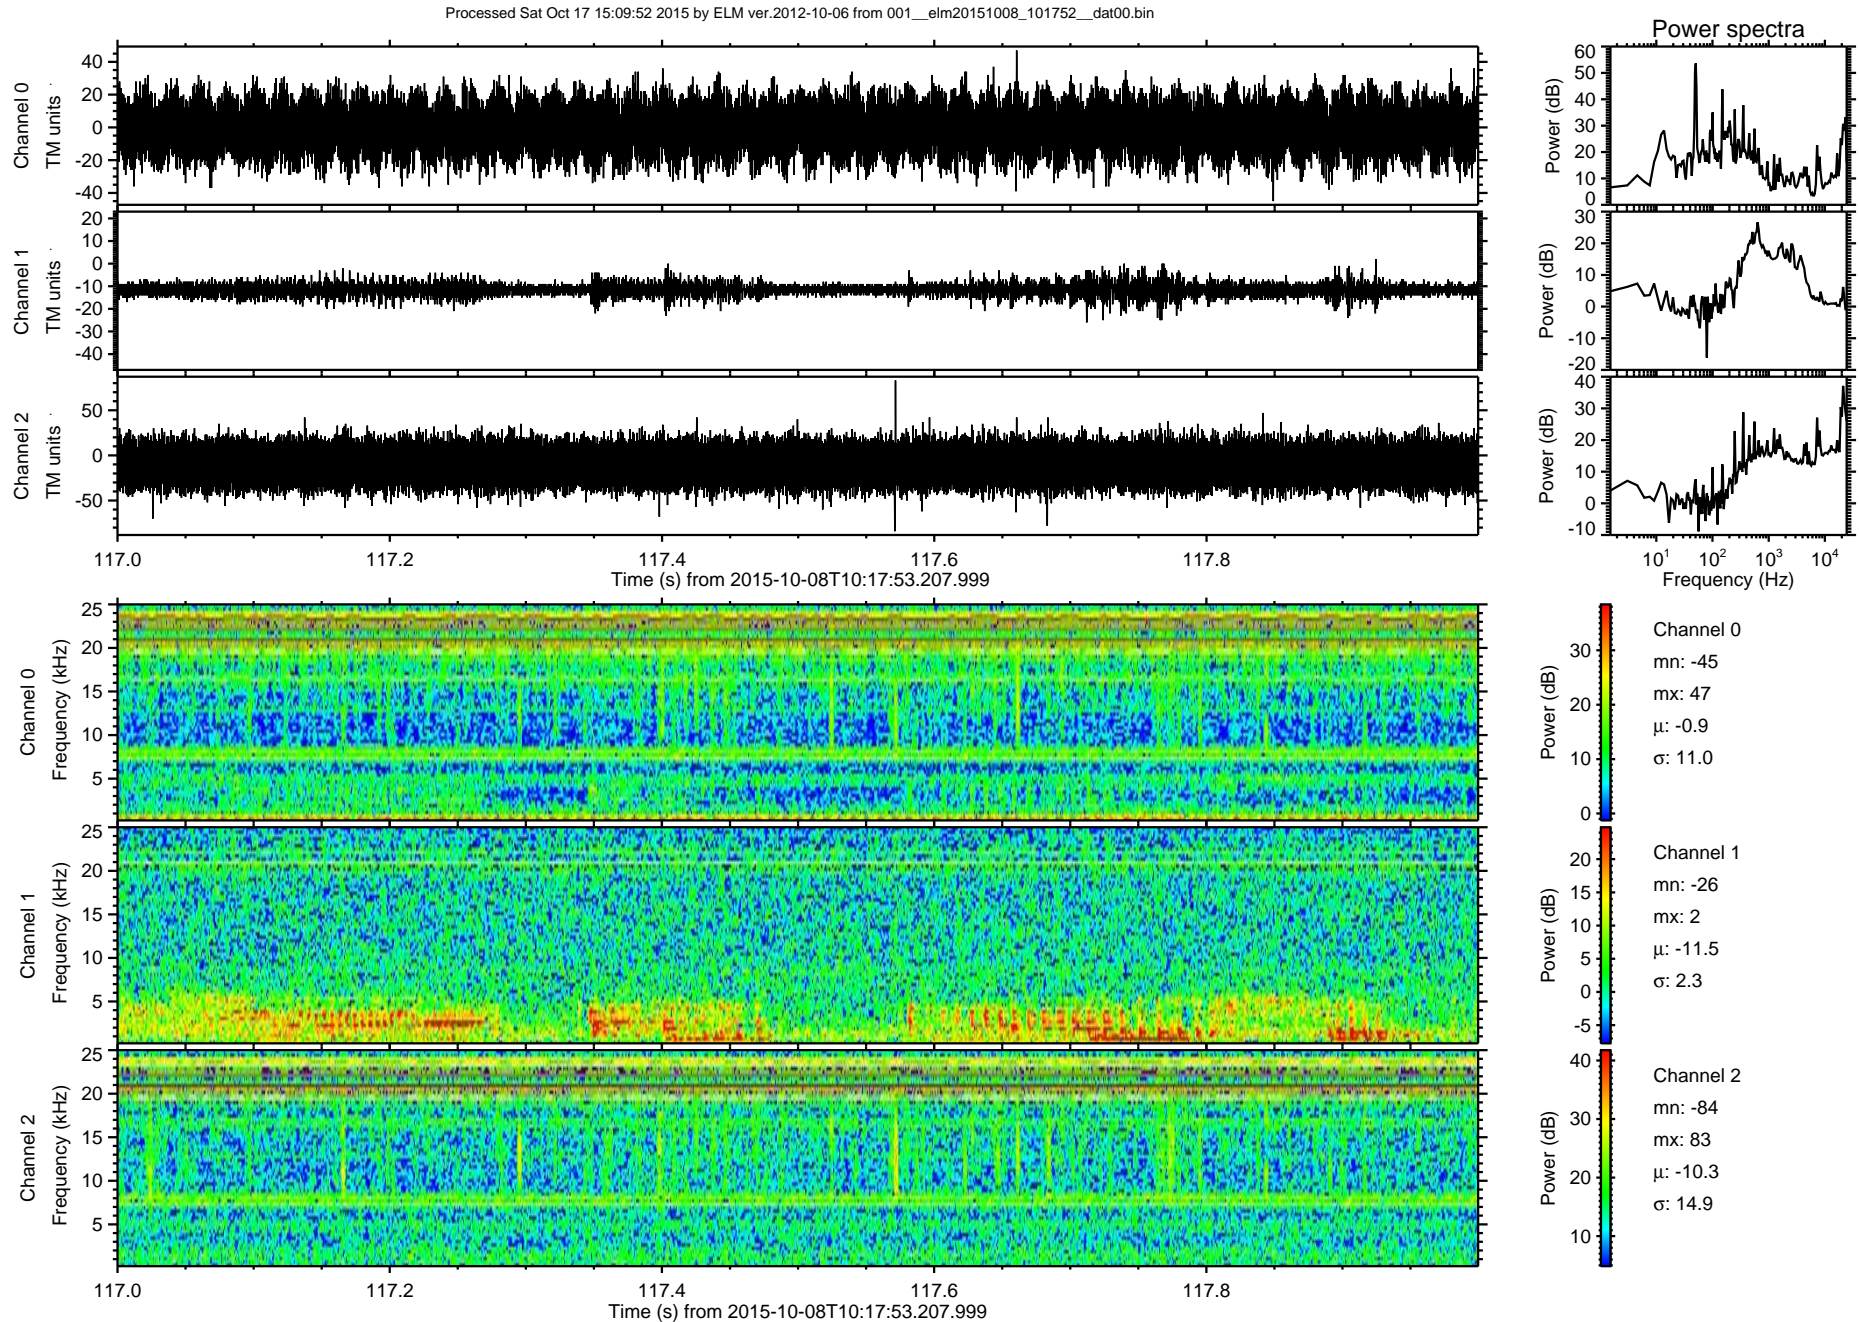 Processed Sat Oct 17 15:09:52 2015 by ELM ver.2012-10-06 from 001__elm20151008_101752__dat00.bin
Power spectra
Channel 0
TM units
40
20
0
-20
-40
Power (dB)
60
50
40
30
20
10
0
Channel 1
TM units
20
10
0
-10
-20
-30
-40
Power (dB)
30
20
10
0
-10
-20
Channel 2
TM units
50
0
-50
Power (dB)
40
30
20
10
0
-10
117.0 117.2 117.4 117.6 117.8
Time (s) from 2015-10-08T10:17:53.207.999
10¹ 10² 10³ 10⁴
Frequency (Hz)
Channel 0
Frequency (kHz)
25
20
15
10
5
Power (dB)
30
20
10
0
Channel 0
mn: -45
mx: 47
μ: -0.9
σ: 11.0
Channel 1
Frequency (kHz)
25
20
15
10
5
Power (dB)
20
15
10
5
0
-5
Channel 1
mn: -26
mx: 2
μ: -11.5
σ: 2.3
Channel 2
Frequency (kHz)
25
20
15
10
5
Power (dB)
40
30
20
10
Channel 2
mn: -84
mx: 83
μ: -10.3
σ: 14.9
117.0 117.2 117.4 117.6 117.8
Time (s) from 2015-10-08T10:17:53.207.999